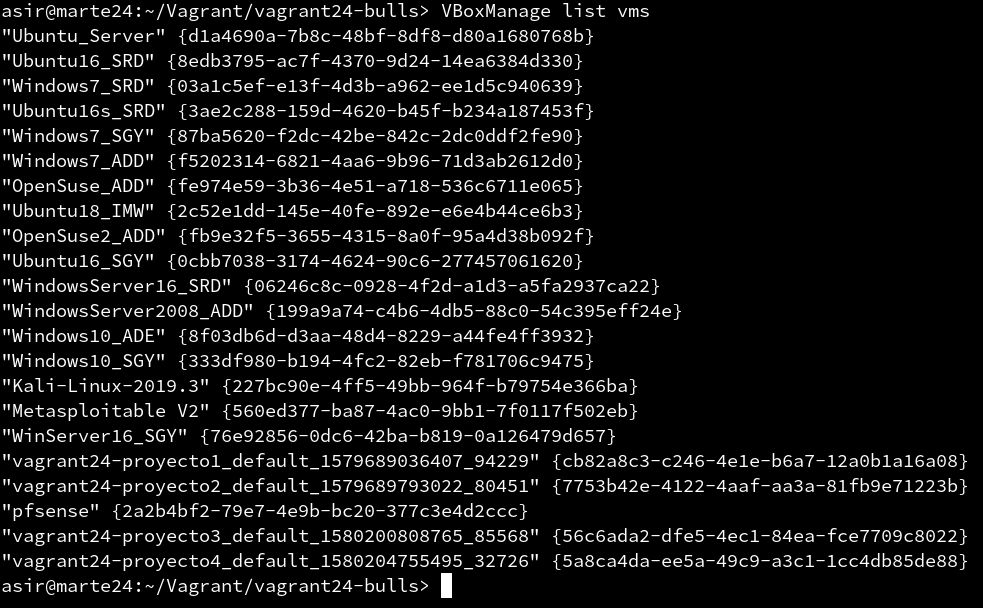 asir@marte24:~/Vagrant/vagrant24-bulls> VBoxManage list vms
"Ubuntu_Server" {d1a4690a-7b8c-48bf-8df8-d80a1680768b}
"Ubuntu16_SRD" {8edb3795-ac7f-4370-9d24-14ea6384d330}
"Windows7_SRD" {03a1c5ef-e13f-4d3b-a962-ee1d5c940639}
"Ubuntu16s_SRD" {3ae2c288-159d-4620-b45f-b234a187453f}
"Windows7_SGY" {87ba5620-f2dc-42be-842c-2dc0ddf2fe90}
"Windows7_ADD" {f5202314-6821-4aa6-9b96-71d3ab2612d0}
"OpenSuse_ADD" {fe974e59-3b36-4e51-a718-536c6711e065}
"Ubuntu18_IMW" {2c52e1dd-145e-40fe-892e-e6e4b44ce6b3}
"OpenSuse2_ADD" {fb9e32f5-3655-4315-8a0f-95a4d38b092f}
"Ubuntu16_SGY" {0cbb7038-3174-4624-90c6-277457061620}
"WindowsServer16_SRD" {06246c8c-0928-4f2d-a1d3-a5fa2937ca22}
"WindowsServer2008_ADD" {199a9a74-c4b6-4db5-88c0-54c395eff24e}
"Windows10_ADE" {8f03db6d-d3aa-48d4-8229-a44fe4ff3932}
"Windows10_SGY" {333df980-b194-4fc2-82eb-f781706c9475}
"Kali-Linux-2019.3" {227bc90e-4ff5-49bb-964f-b79754e366ba}
"Metasploitable V2" {560ed377-ba87-4ac0-9bb1-7f0117f502eb}
"WinServer16_SGY" {76e92856-0dc6-42ba-b819-0a126479d657}
"vagrant24-proyecto1_default_1579689036407_94229" {cb82a8c3-c246-4e1e-b6a7-12a0b1a16a08}
"vagrant24-proyecto2_default_1579689793022_80451" {7753b42e-4122-4aaf-aa3a-81fb9e71223b}
"pfsense" {2a2b4bf2-79e7-4e9b-bc20-377c3e4d2ccc}
"vagrant24-proyecto3_default_1580200808765_85568" {56c6ada2-dfe5-4ec1-84ea-fce7709c8022}
"vagrant24-proyecto4_default_1580204755495_32726" {5a8ca4da-ee5a-49c9-a3c1-1cc4db85de88}
asir@marte24:~/Vagrant/vagrant24-bulls>